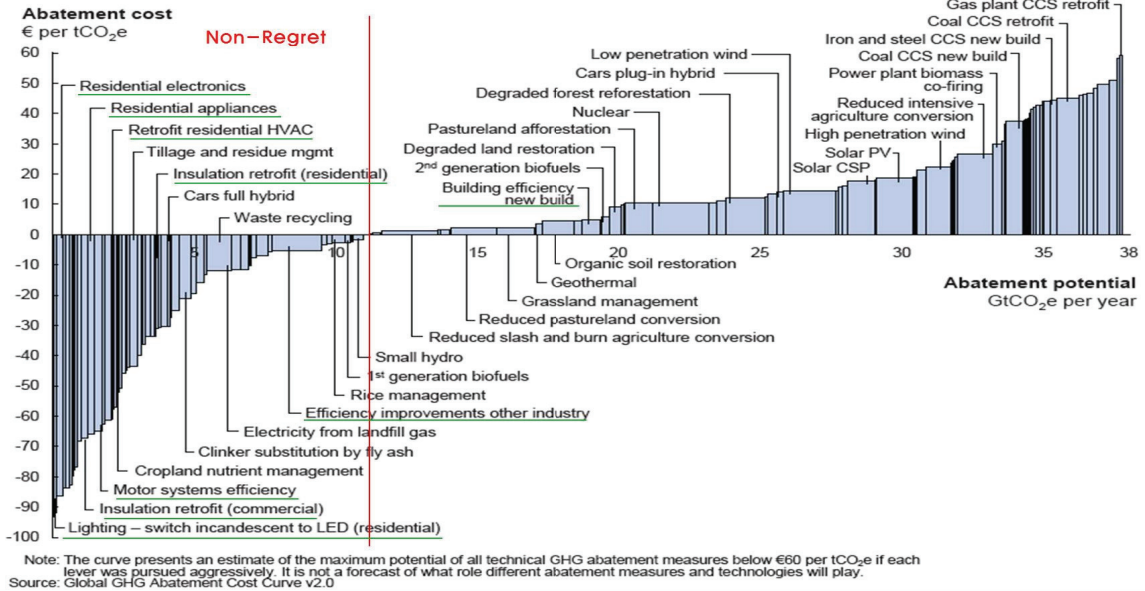 Abatement cost
€ per tCO2e
Non-Regret
60
50
40
30
20
10
0
-10
-20
-30
-40
-50
-60
-70
-80
-90
-100
Residential electronics
Residential appliances
Retrofit residential HVAC
Tillage and residue mgmt
Insulation retrofit (residential)
Cars full hybrid
Waste recycling
Gas plant CCS retrofit
Coal CCS retrofit
Iron and steel CCS new build
Coal CCS new build
Power plant biomass
co-firing
Reduced intensive
agriculture conversion
High penetration wind
Solar PV
Solar CSP
Low penetration wind
Cars plug-in hybrid
Degraded forest reforestation
Nuclear
Pastureland afforestation
Degraded land restoration
2nd generation biofuels
Building efficiency
new build
5
10
15
20
25
30
35
38
Abatement potential
GtCO2e per year
Organic soil restoration
Geothermal
Grassland management
Reduced pastureland conversion
Reduced slash and burn agriculture conversion
Small hydro
1st generation biofuels
Rice management
Efficiency improvements other industry
Electricity from landfill gas
Clinker substitution by fly ash
Cropland nutrient management
Motor systems efficiency
Insulation retrofit (commercial)
Lighting – switch incandescent to LED (residential)
Note: The curve presents an estimate of the maximum potential of all technical GHG abatement measures below €60 per tCO2e if each
lever was pursued aggressively. It is not a forecast of what role different abatement measures and technologies will play.
Source: Global GHG Abatement Cost Curve v2.0